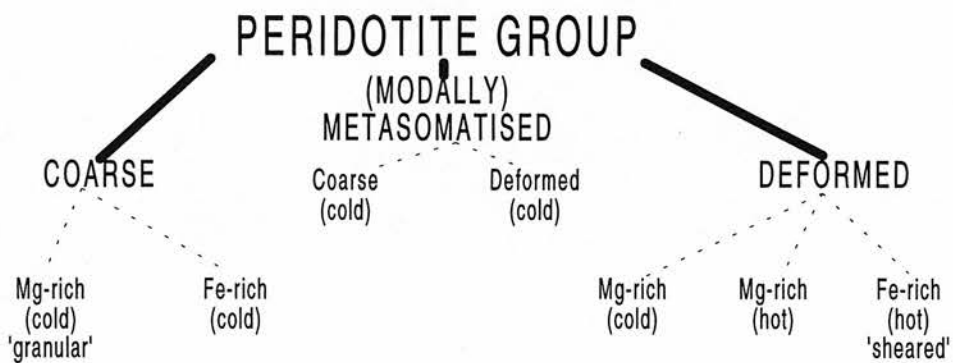 PERIDOTITE GROUP
(MODALLY)
METASOMATISED
COARSE
Coarse
(cold)
Deformed
(cold)
DEFORMED
Mg-rich
(cold)
'granular'
Fe-rich
(cold)
Mg-rich
(cold)
Mg-rich
(hot)
Fe-rich
(hot)
'sheared'